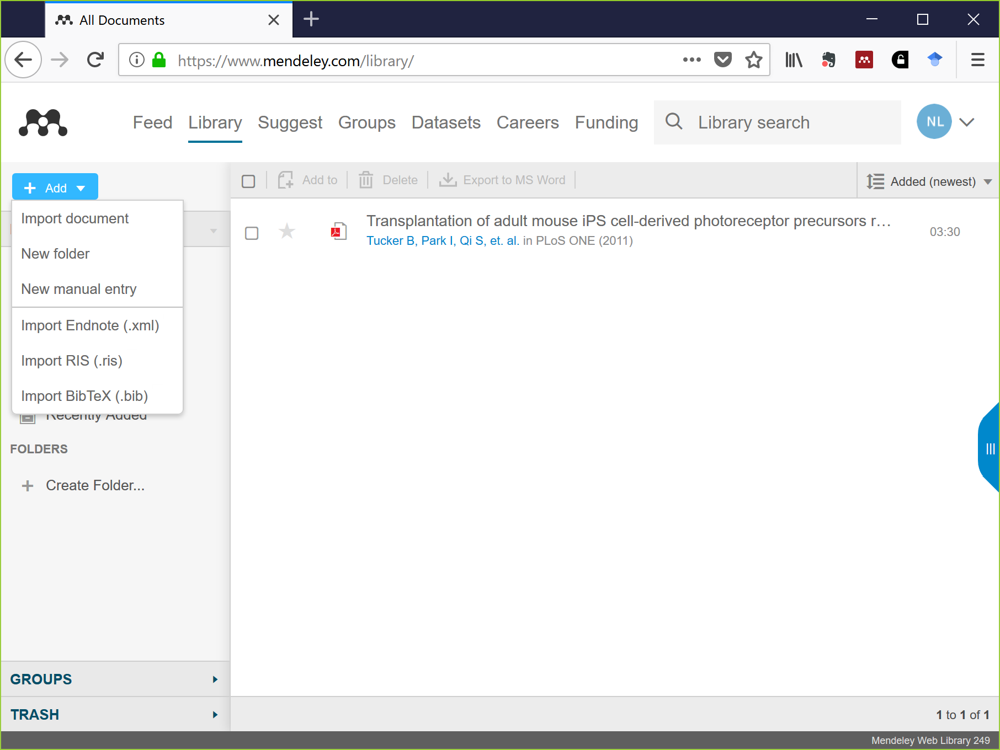 All Documents
https://www.mendeley.com/library/
Feed Library Suggest Groups Datasets Careers Funding Library search NL
Add
Add to Delete Export to MS Word Added (newest)
Import document
New folder
New manual entry
Import Endnote (.xml)
Import RIS (.ris)
Import BibTeX (.bib)
Recently Added
FOLDERS
Create Folder...
GROUPS
TRASH
Transplantation of adult mouse iPS cell-derived photoreceptor precursors r…
Tucker B, Park I, Qi S, et. al. in PLoS ONE (2011)
03:30
1 to 1 of 1
Mendeley Web Library 249